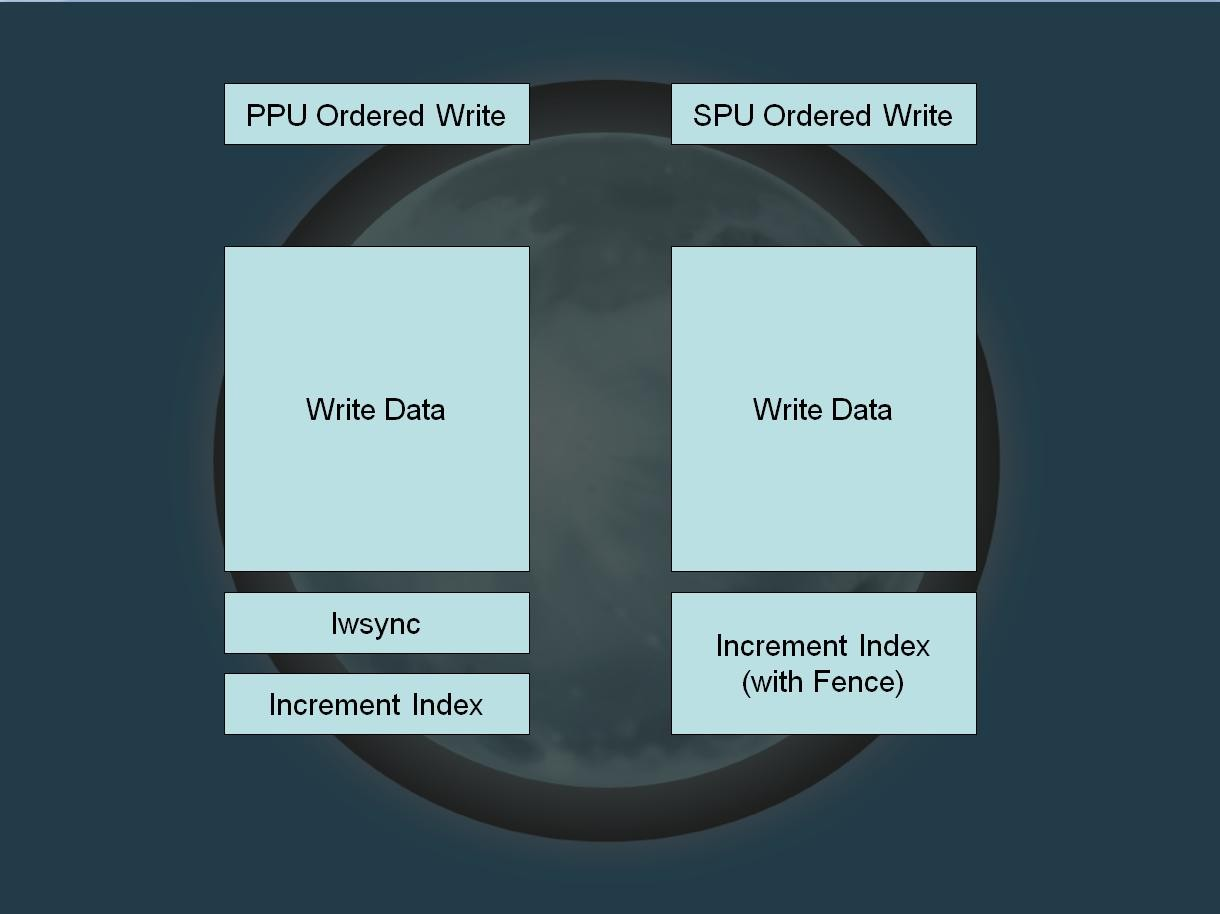 PPU Ordered Write
SPU Ordered Write
Write Data
Write Data
lwsync
Increment Index
Increment Index
(with Fence)